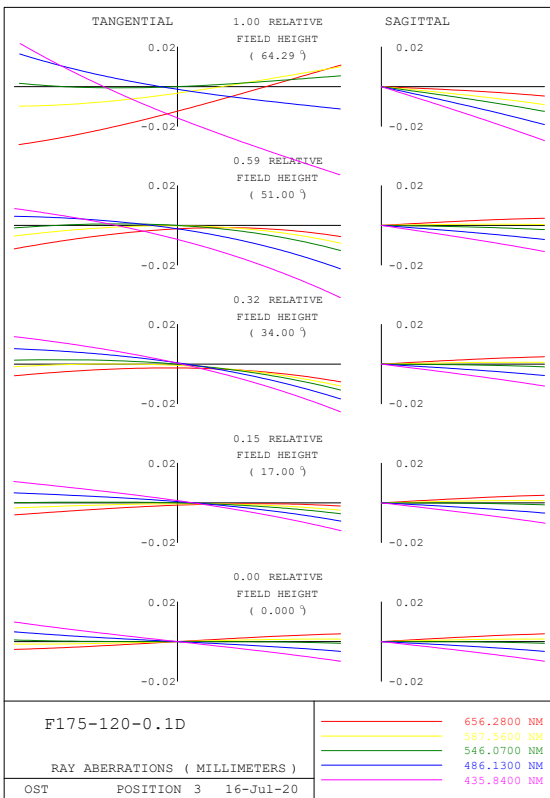 TANGENTIAL 1.00 RELATIVE SAGITTAL
FIELD HEIGHT
( 64.29 º )
0.02 0.02
-0.02 -0.02
0.59 RELATIVE
FIELD HEIGHT
( 51.00 º )
0.02 0.02
-0.02 -0.02
0.32 RELATIVE
FIELD HEIGHT
( 34.00 º )
0.02 0.02
-0.02 -0.02
0.15 RELATIVE
FIELD HEIGHT
( 17.00 º )
0.02 0.02
-0.02 -0.02
0.00 RELATIVE
FIELD HEIGHT
( 0.000 º )
0.02 0.02
-0.02 -0.02
F175-120-0.1D
RAY ABERRATIONS ( MILLIMETERS )
OST POSITION 3 16-Jul-20
656.2800 NM
587.5600 NM
546.0700 NM
486.1300 NM
435.8400 NM